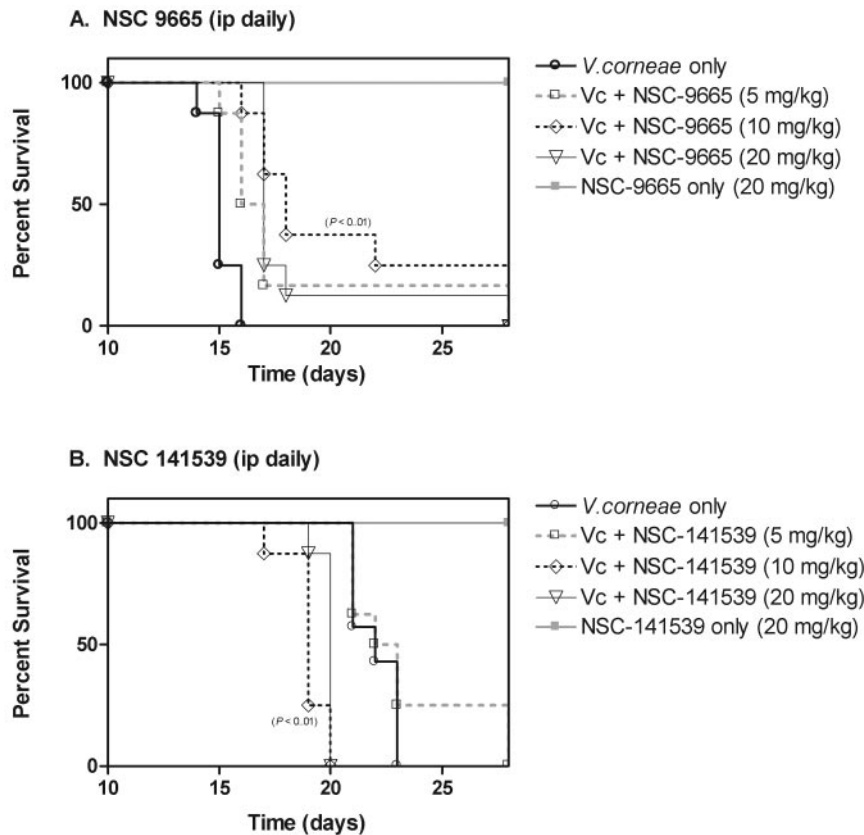 A. NSC 9665 (ip daily)
Percent Survival
100
50
0
10
15
20
25
Time (days)
(P < 0.01)
V.corneae only
Vc + NSC-9665 (5 mg/kg)
Vc + NSC-9665 (10 mg/kg)
Vc + NSC-9665 (20 mg/kg)
NSC-9665 only (20 mg/kg)
B. NSC 141539 (ip daily)
Percent Survival
100
50
0
10
15
20
25
Time (days)
(P < 0.01)
V.corneae only
Vc + NSC-141539 (5 mg/kg)
Vc + NSC-141539 (10 mg/kg)
Vc + NSC-141539 (20 mg/kg)
NSC-141539 only (20 mg/kg)